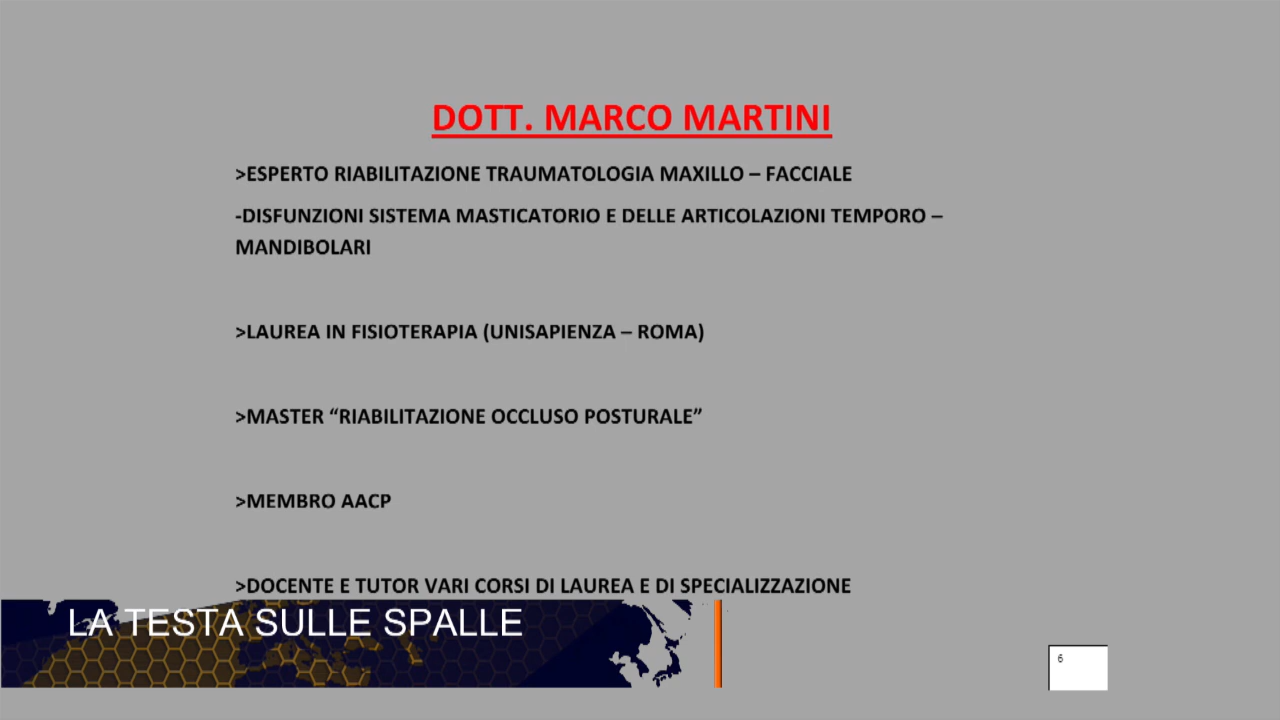 DOTT. MARCO MARTINI
>ESPERTO RIABILITAZIONE TRAUMATOLOGIA MAXILLO – FACCIALE
-DISFUNZIONI SISTEMA MASTICATORIO E DELLE ARTICOLAZIONI TEMPORO –
MANDIBOLARI
>LAUREA IN FISIOTERAPIA (UNISAPIENZA – ROMA)
>MASTER “RIABILITAZIONE OCCLUSO POSTURALE”
>MEMBRO AACP
>DOCENTE E TUTOR VARI CORSI DI LAUREA E DI SPECIALIZZAZIONE
LA TESTA SULLE SPALLE
6